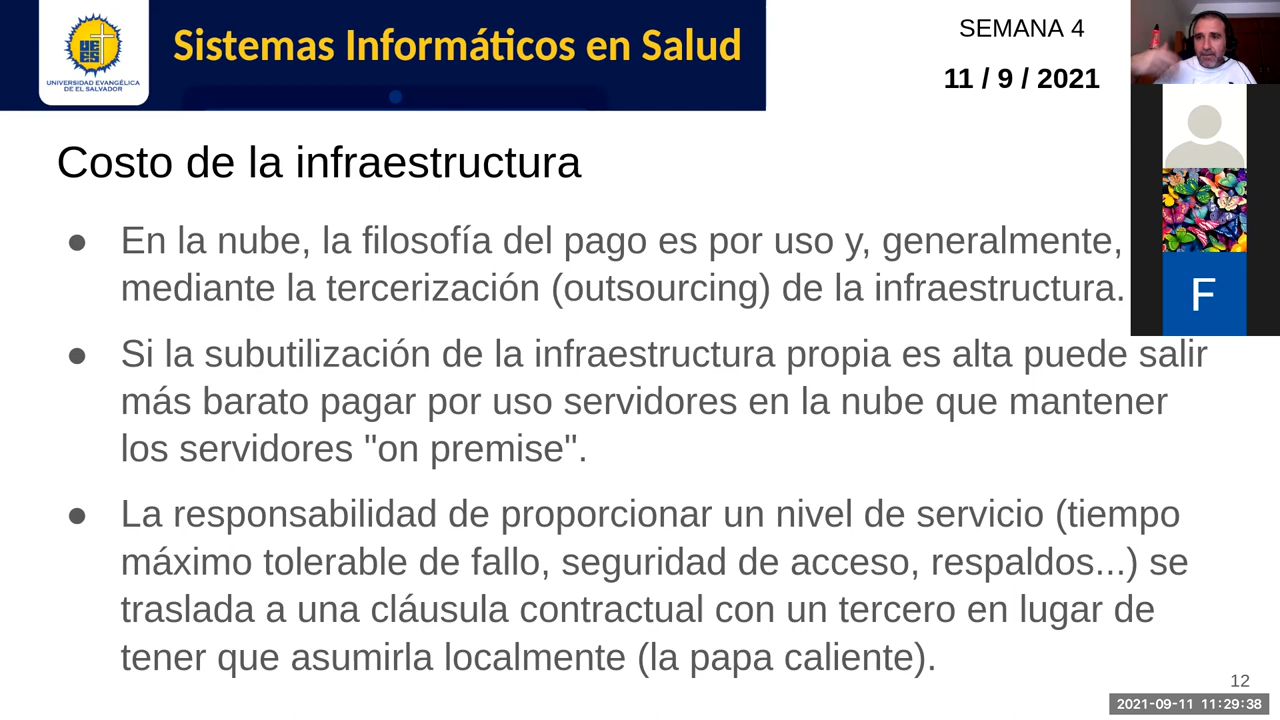 Sistemas Informáticos en Salud
UNIVERSIDAD EVANGÉLICA
DE EL SALVADOR
SEMANA 4
11 / 9 / 2021
Costo de la infraestructura
● En la nube, la filosofía del pago es por uso y, generalmente,
mediante la tercerización (outsourcing) de la infraestructura.
● Si la subutilización de la infraestructura propia es alta puede salir
más barato pagar por uso servidores en la nube que mantener
los servidores "on premise".
● La responsabilidad de proporcionar un nivel de servicio (tiempo
máximo tolerable de fallo, seguridad de acceso, respaldos...) se
traslada a una cláusula contractual con un tercero en lugar de
tener que asumirla localmente (la papa caliente).
F
12
2021-09-11 11:29:38